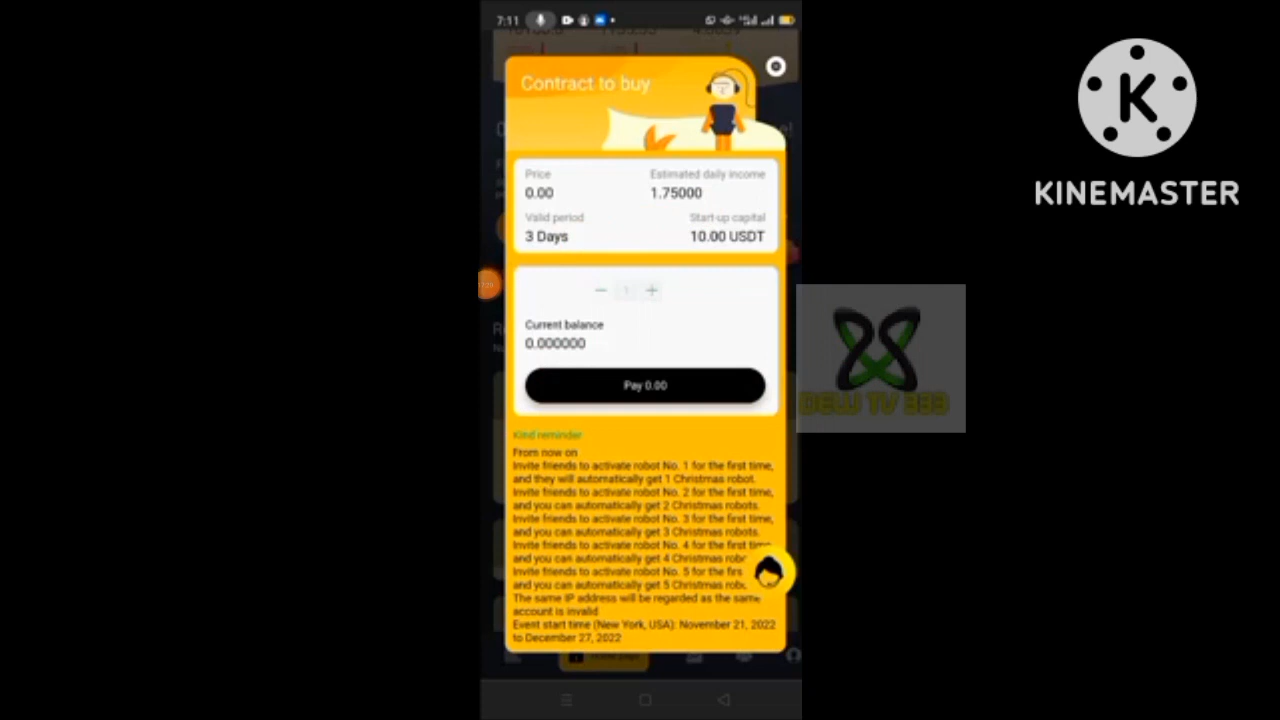 7:11
Contract to buy
Price
Estimated daily income
0.00
1.75000
Valid period
Start-up capital
3 Days
10.00 USDT
1
Current balance
0.000000
Pay 0.00
Kind reminder
From now on
Invite friends to activate robot No. 1 for the first time,
and they will automatically get 1 Christmas robot.
Invite friends to activate robot No. 2 for the first time,
and you can automatically get 2 Christmas robots.
Invite friends to activate robot No. 3 for the first time,
and you can automatically get 3 Christmas robots.
Invite friends to activate robot No. 4 for the first time,
and you can automatically get 4 Christmas robo
Invite friends to activate robot No. 5 for the firs
and you can automatically get 5 Christmas robo
The same IP address will be regarded as the same
account is invalid
Event start time (New York, USA): November 21, 2022
to December 27, 2022
K
KINEMASTER
DEW TV 333